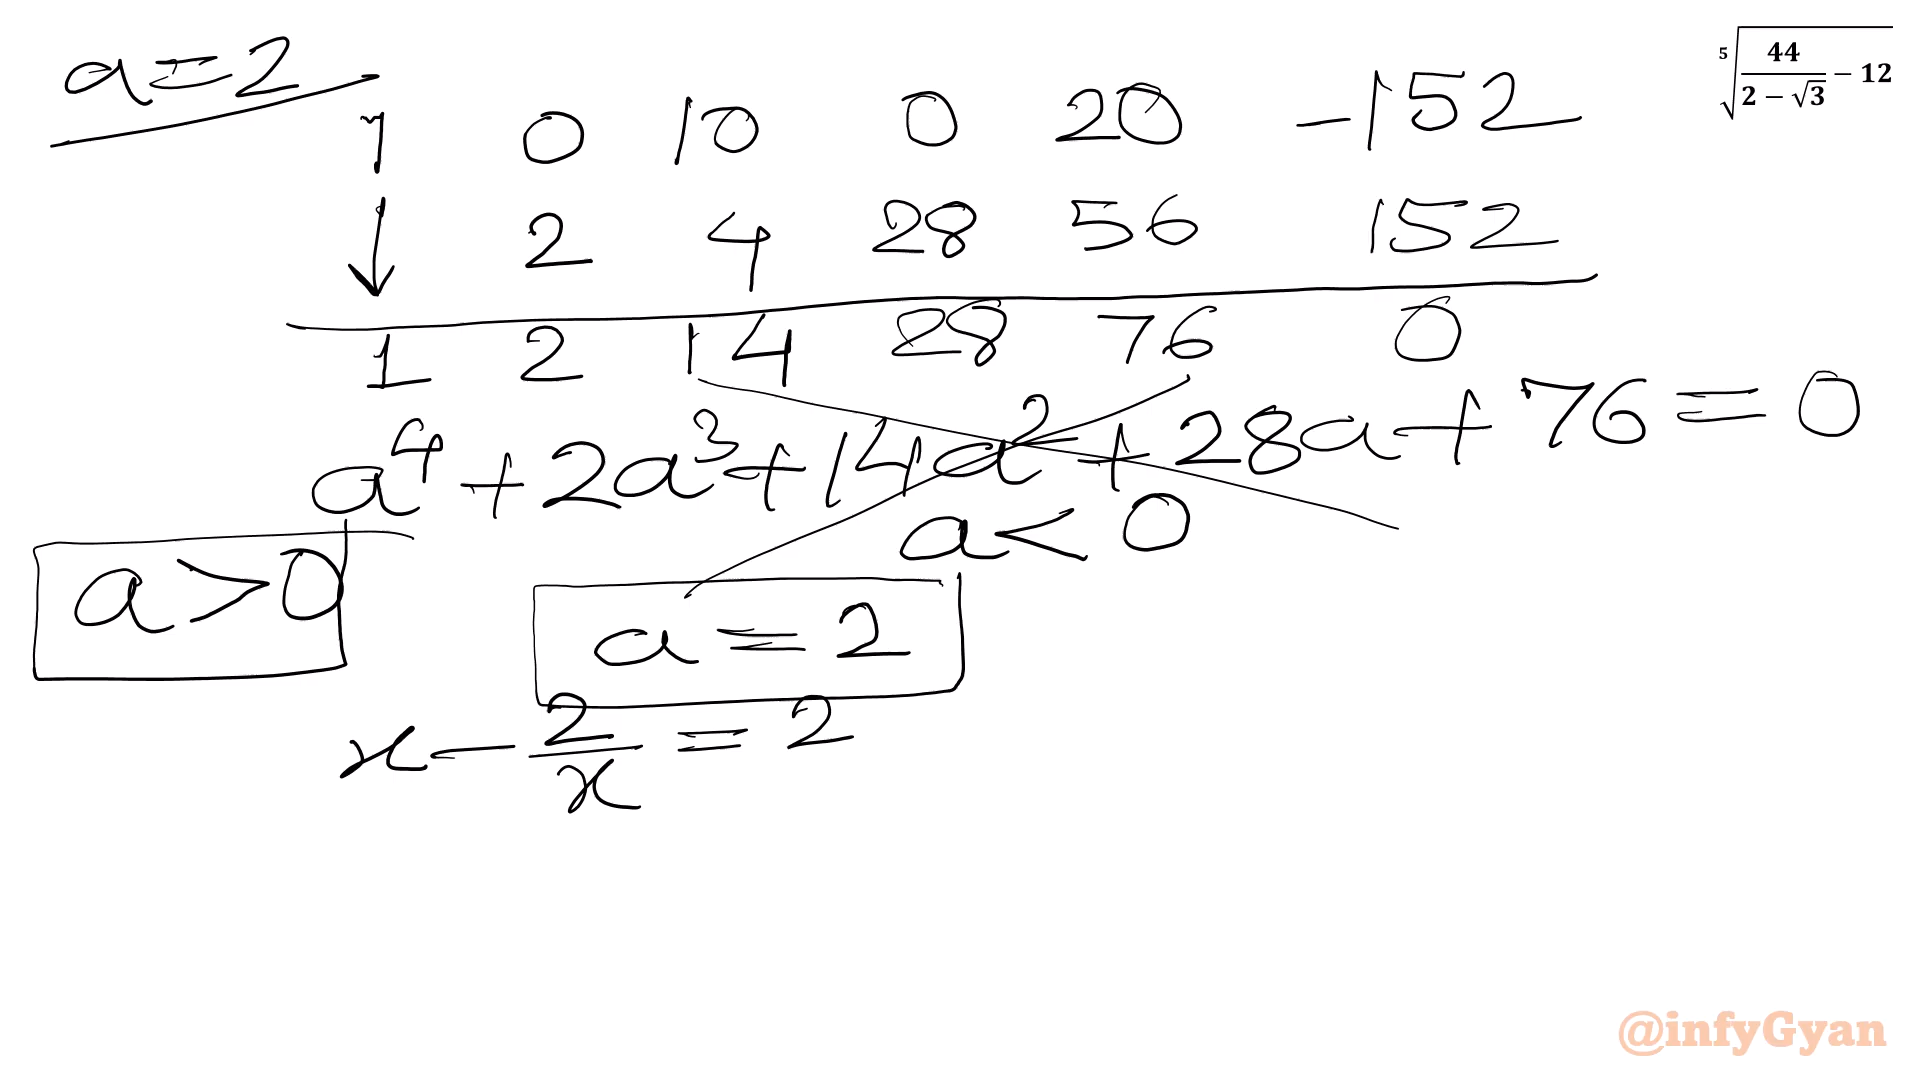 a = 2
⁵√(44/(2 − √3) − 12)
1 0 10 0 20 −152
2 4 28 56 152
1 2 14 28 76 0
a⁴ + 2a³ + 14a² + 28a + 76 = 0
a < 0
a > 0
a = 2
x − 2/x = 2
@infyGyan